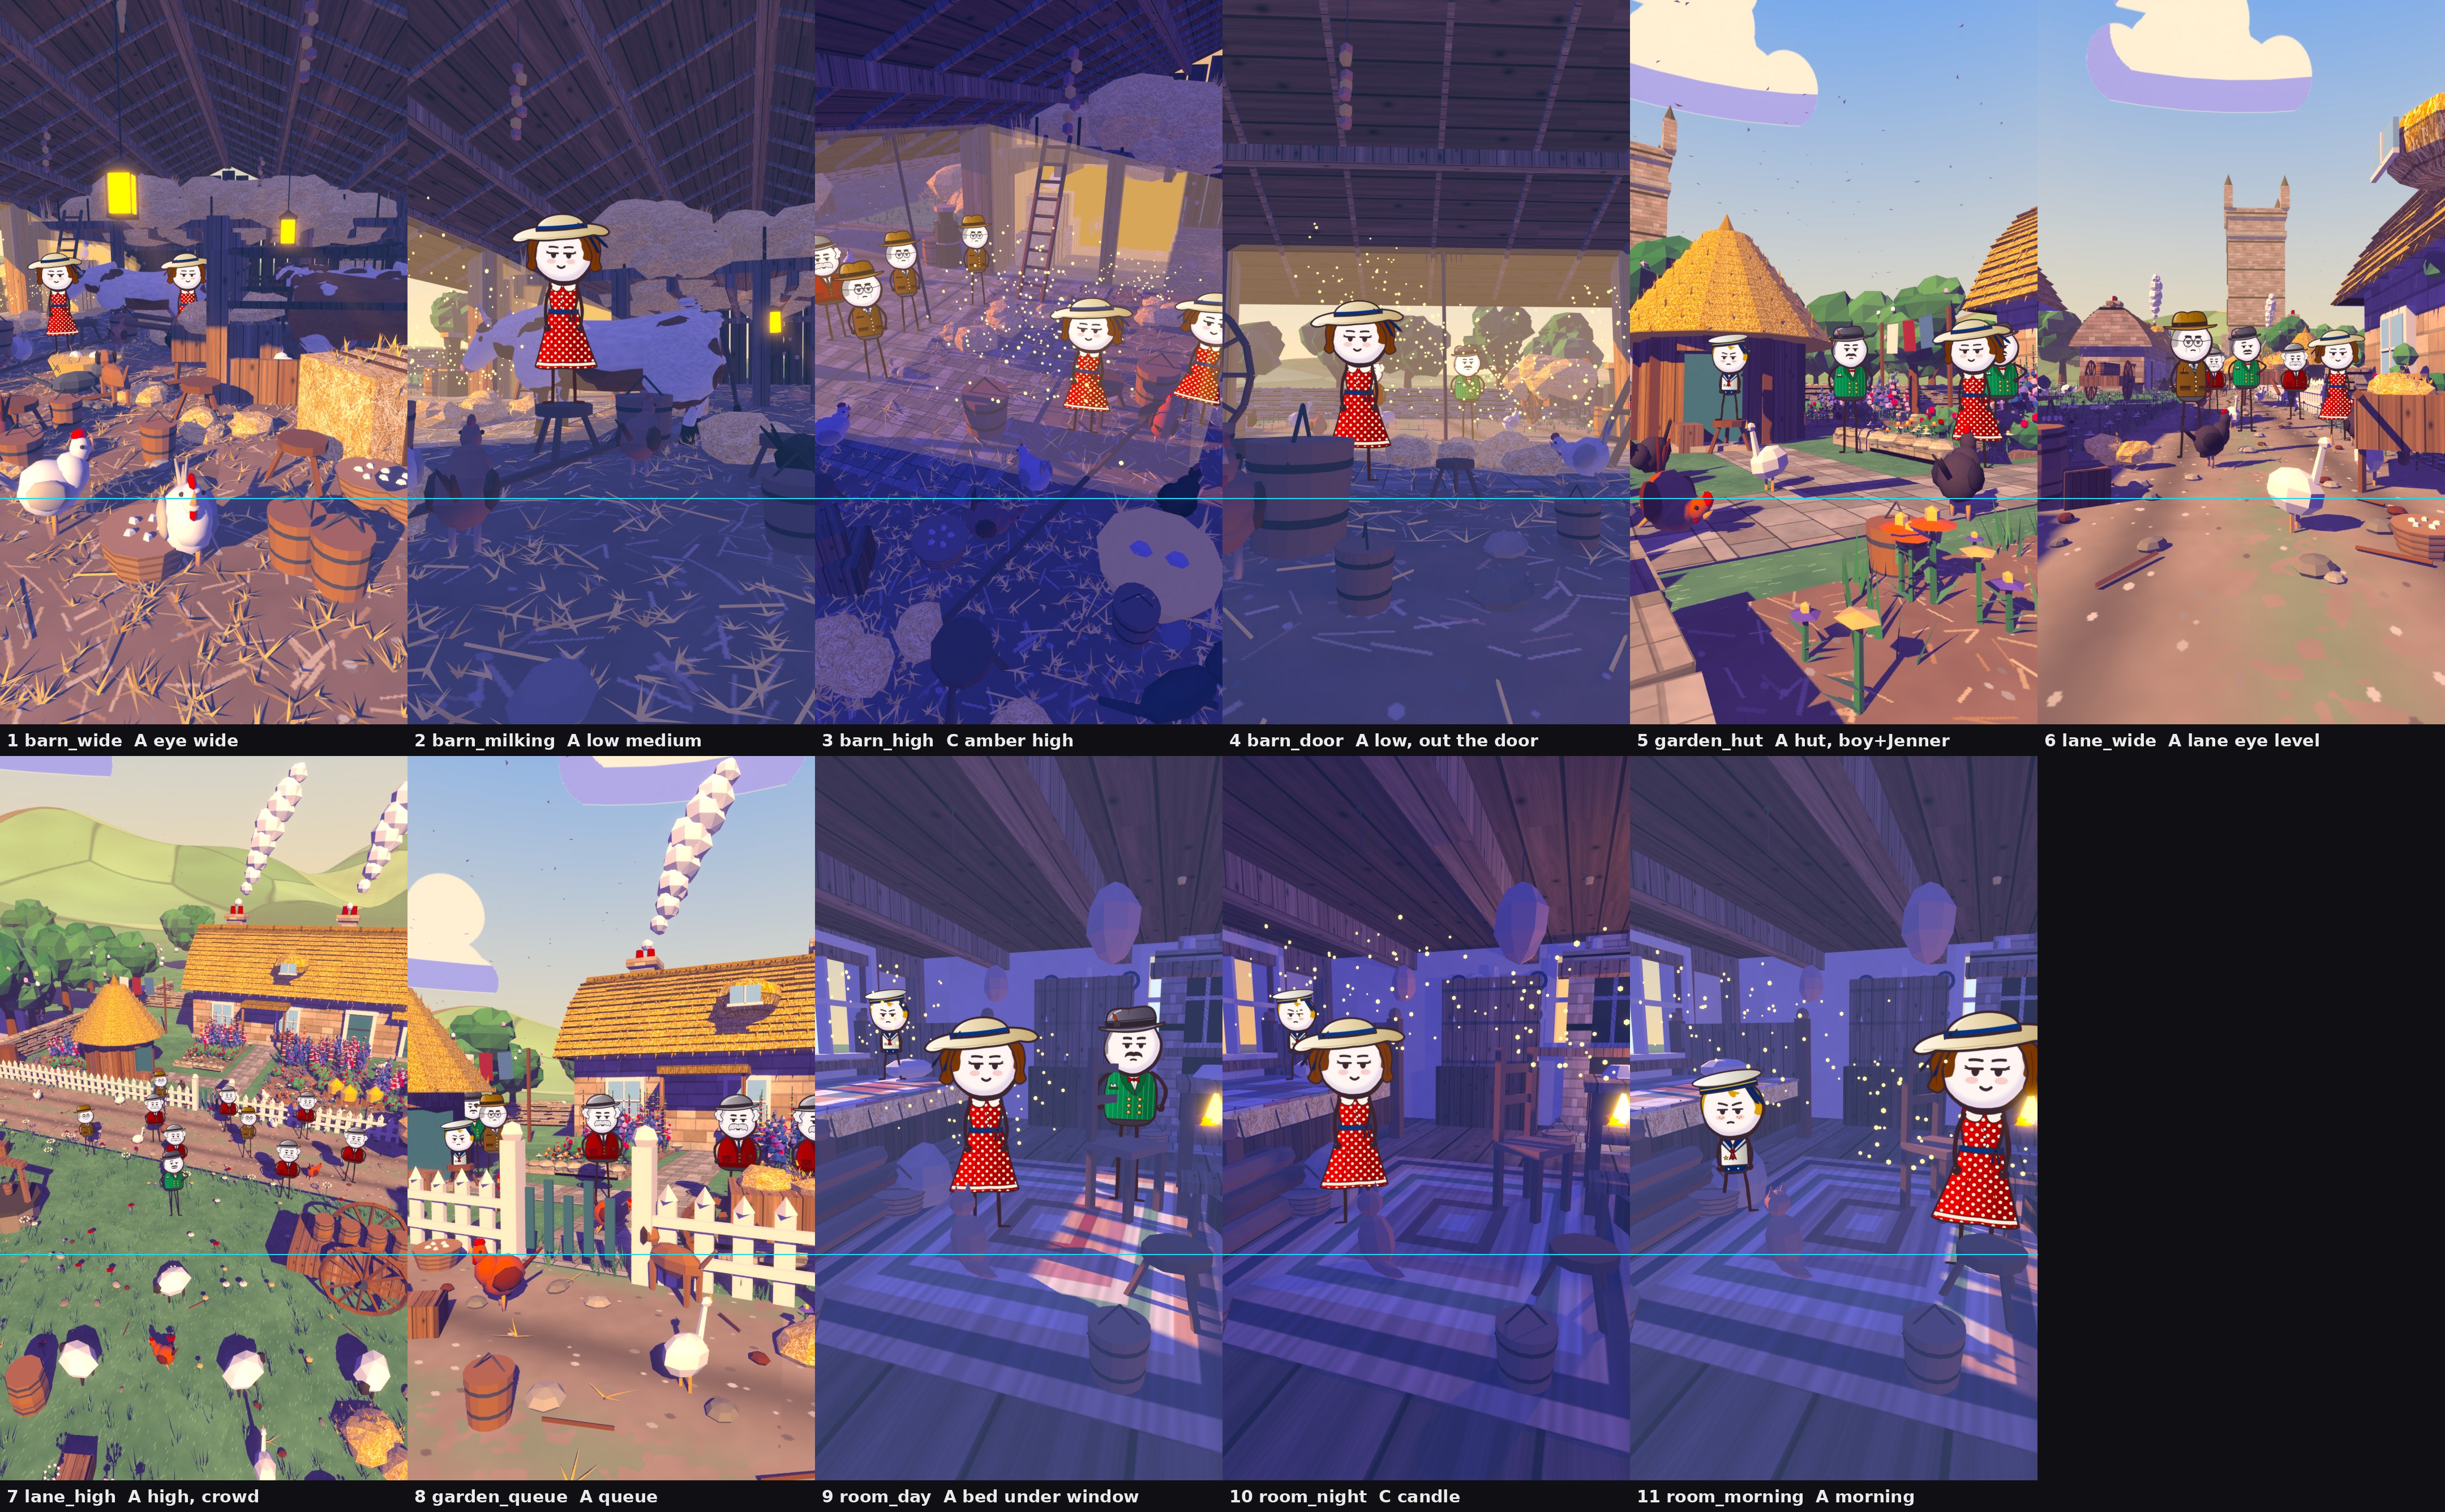 1 barn_wide  A eye wide
2 barn_milking  A low medium
3 barn_high  C amber high
4 barn_door  A low, out the door
5 garden_hut  A hut, boy+Jenner
6 lane_wide  A lane eye level
7 lane_high  A high, crowd
8 garden_queue  A queue
9 room_day  A bed under window
10 room_night  C candle
11 room_morning  A morning